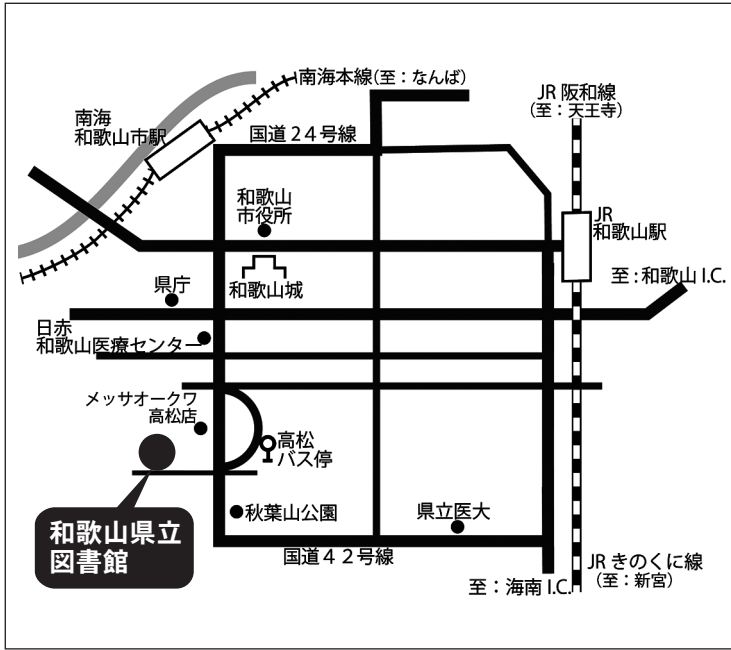 南海本線(至：なんば)
JR 阪和線
(至：天王寺)
南海
和歌山市駅
国道24号線
和歌山
市役所
JR
和歌山駅
和歌山城
県庁
至：和歌山 I.C.
日赤
和歌山医療センター
メッサオークワ
高松店
高松
バス停
和歌山県立
図書館
秋葉山公園
県立医大
国道４２号線
JR きのくに線
(至：新宮)
至：海南 I.C.